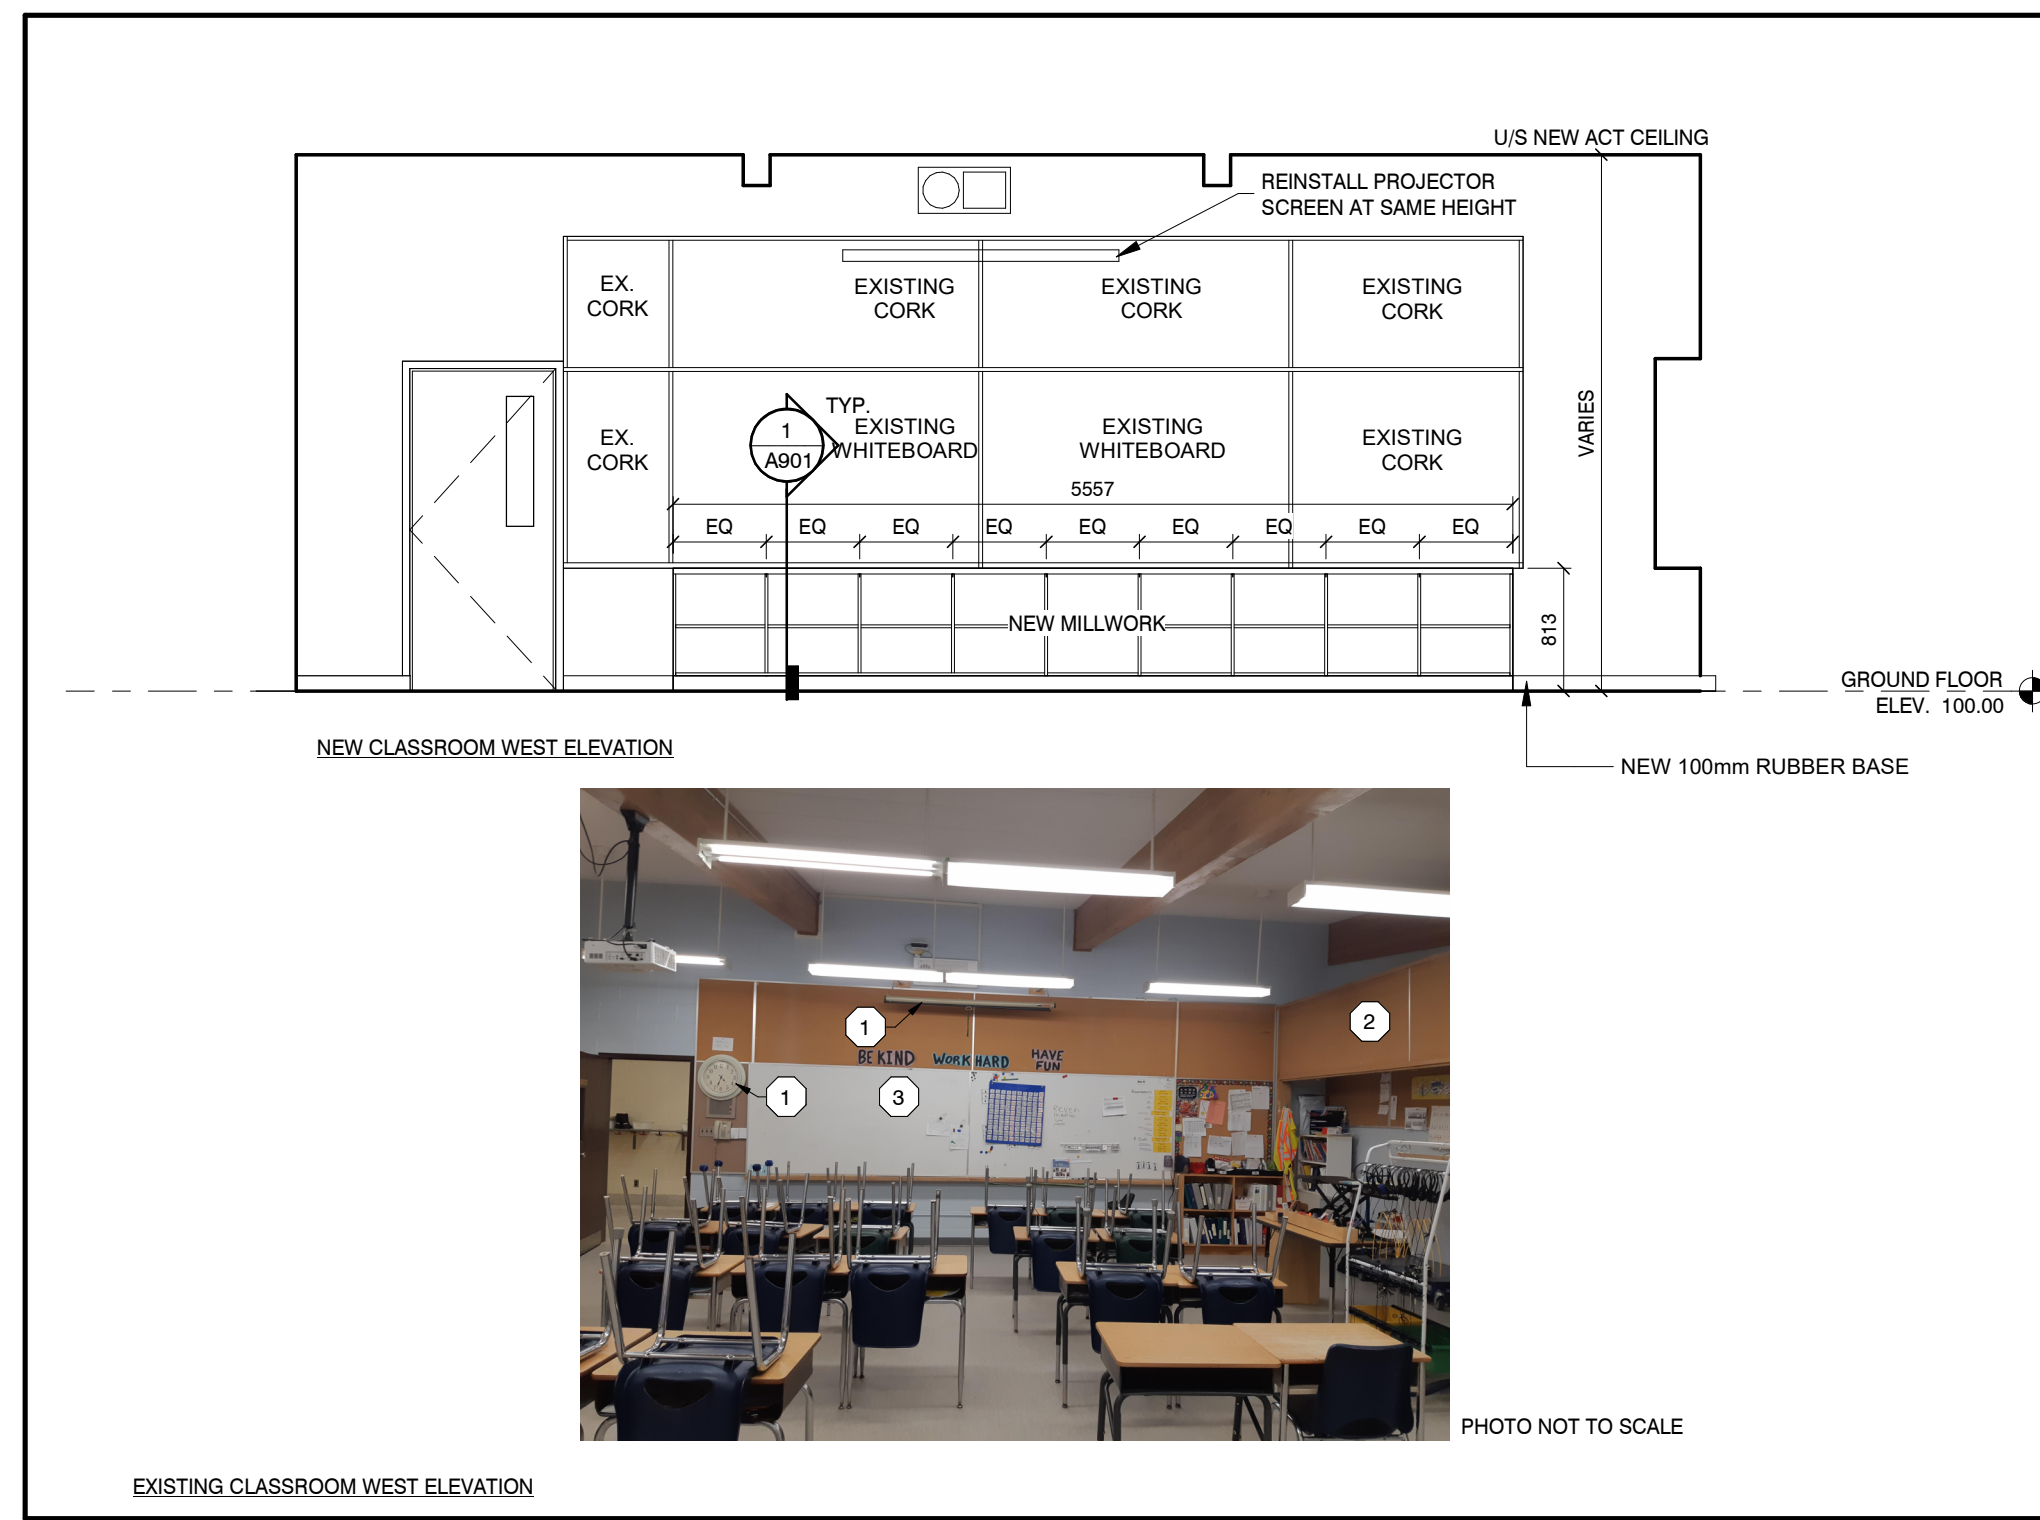 U/S NEW ACT CEILING
REINSTALL PROJECTOR
SCREEN AT SAME HEIGHT
EX.
CORK
EXISTING
CORK
EXISTING
CORK
EXISTING
CORK
VARIES
TYP.
1
A901
EX.
CORK
EXISTING
WHITEBOARD
EXISTING
WHITEBOARD
EXISTING
CORK
5557
EQ EQ EQ EQ EQ EQ EQ EQ EQ
NEW MILLWORK
813
GROUND FLOOR
ELEV. 100.00
NEW CLASSROOM WEST ELEVATION
NEW 100mm RUBBER BASE
1
2
BE KIND WORK HARD HAVE
FUN
1
3
PHOTO NOT TO SCALE
EXISTING CLASSROOM WEST ELEVATION